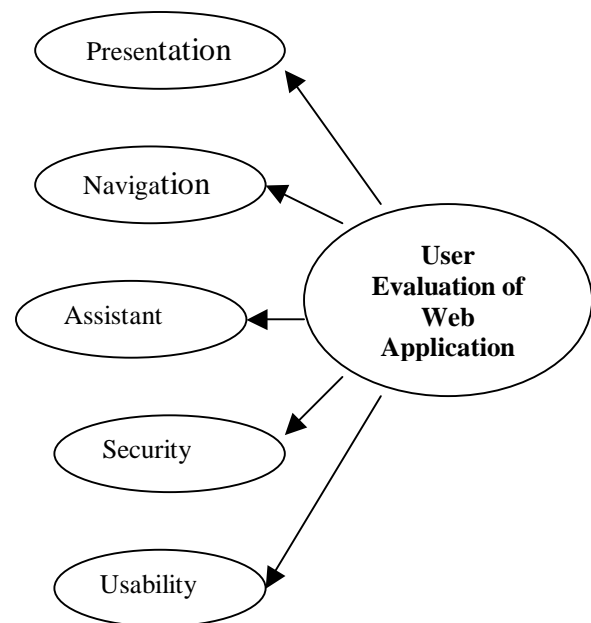 Presentation
Navigation
User
Evaluation of
Web
Application
Assistant
Security
Usability